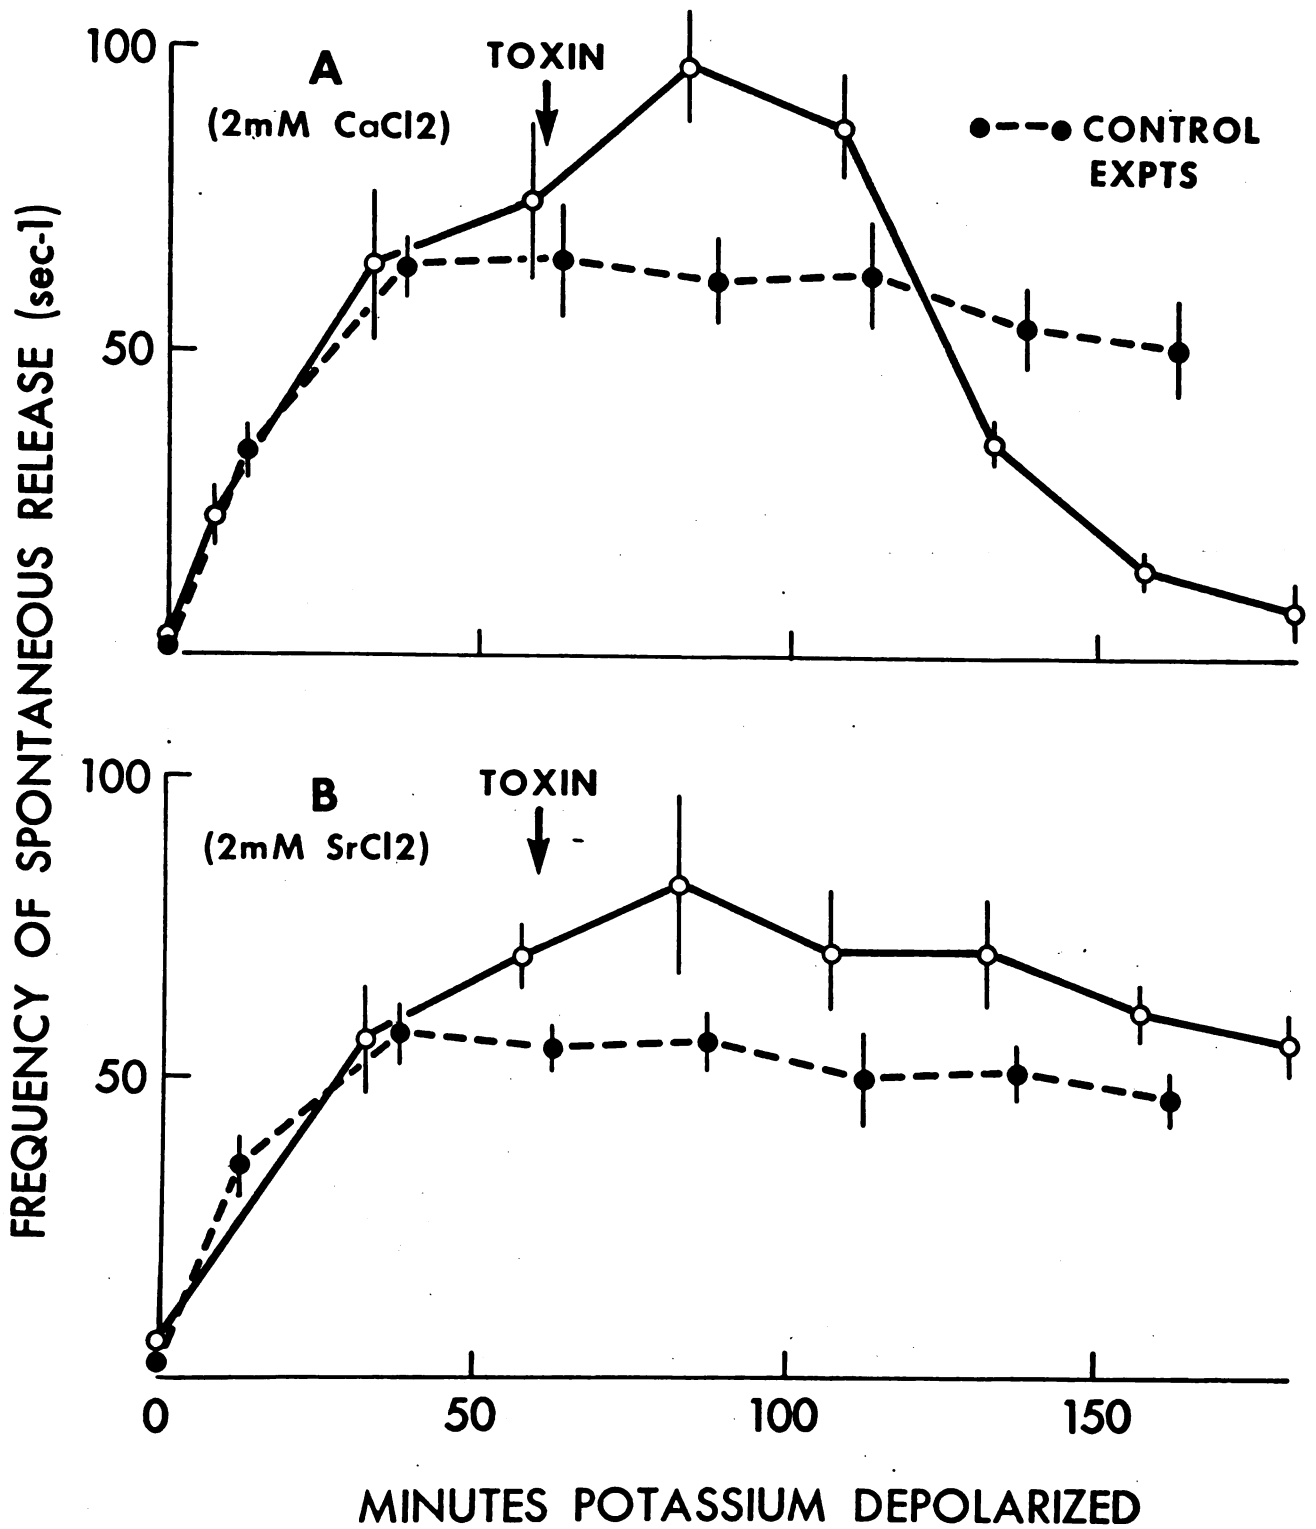 FREQUENCY OF SPONTANEOUS RELEASE (sec-1)
100
50
A
(2mM CaCl2)
TOXIN
CONTROL
EXPTS
100
50
B
(2mM SrCl2)
TOXIN
0 50 100 150
MINUTES POTASSIUM DEPOLARIZED